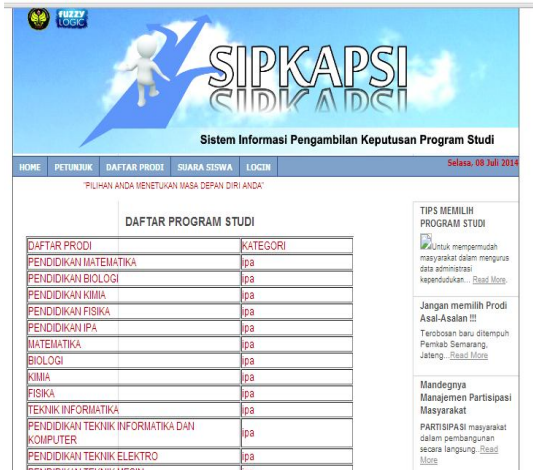 FUZZY
LOGIC
SIPKAPSI
Sistem Informasi Pengambilan Keputusan Program Studi
HOME PETUNJUK DAFTAR PRODI SUARA SISWA LOGIN
Selasa, 08 Juli 2014
"PILIHAN ANDA MENETUKAN MASA DEPAN DIRI ANDA"
DAFTAR PROGRAM STUDI
DAFTAR PRODI KATEGORI
PENDIDIKAN MATEMATIKA ipa
PENDIDIKAN BIOLOGI ipa
PENDIDIKAN KIMIA ipa
PENDIDIKAN FISIKA ipa
PENDIDIKAN IPA ipa
MATEMATIKA ipa
BIOLOGI ipa
KIMIA ipa
FISIKA ipa
TEKNIK INFORMATIKA ipa
PENDIDIKAN TEKNIK INFORMATIKA DAN
KOMPUTER ipa
PENDIDIKAN TEKNIK ELEKTRO ipa
PENDIDIKAN TEKNIK MESIN ipa
TIPS MEMILIH
PROGRAM STUDI
Untuk mempermudah
masyarakat dalam mengurus
data administrasi
kependudukan... Read More.
Jangan memilih Prodi
Asal-Asalan !!!
Terobosan baru ditempuh
Pemkab Semarang,
Jateng...Read More
Mandegnya
Manajemen Partisipasi
Masyarakat
PARTISIPASI masyarakat
dalam pembangunan
secara langsung..Read
More